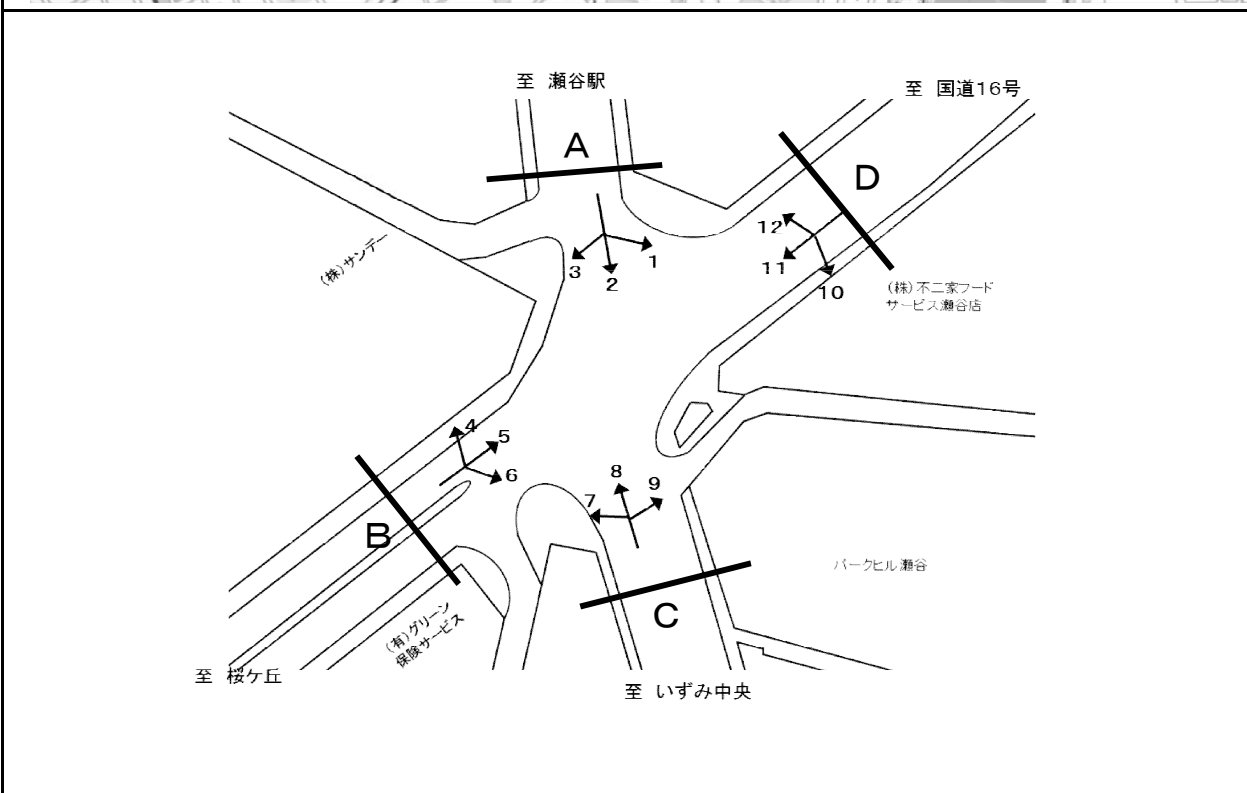 至 瀬谷駅
至 国道16号
A
D
12
11
10
3
2
1
(株)サンデー
(株)不二家フード
サービス瀬谷店
4
5
6
7
8
9
B
C
パークヒル瀬谷
(有)グリーン
保険サービス
至 桜ケ丘
至 いずみ中央